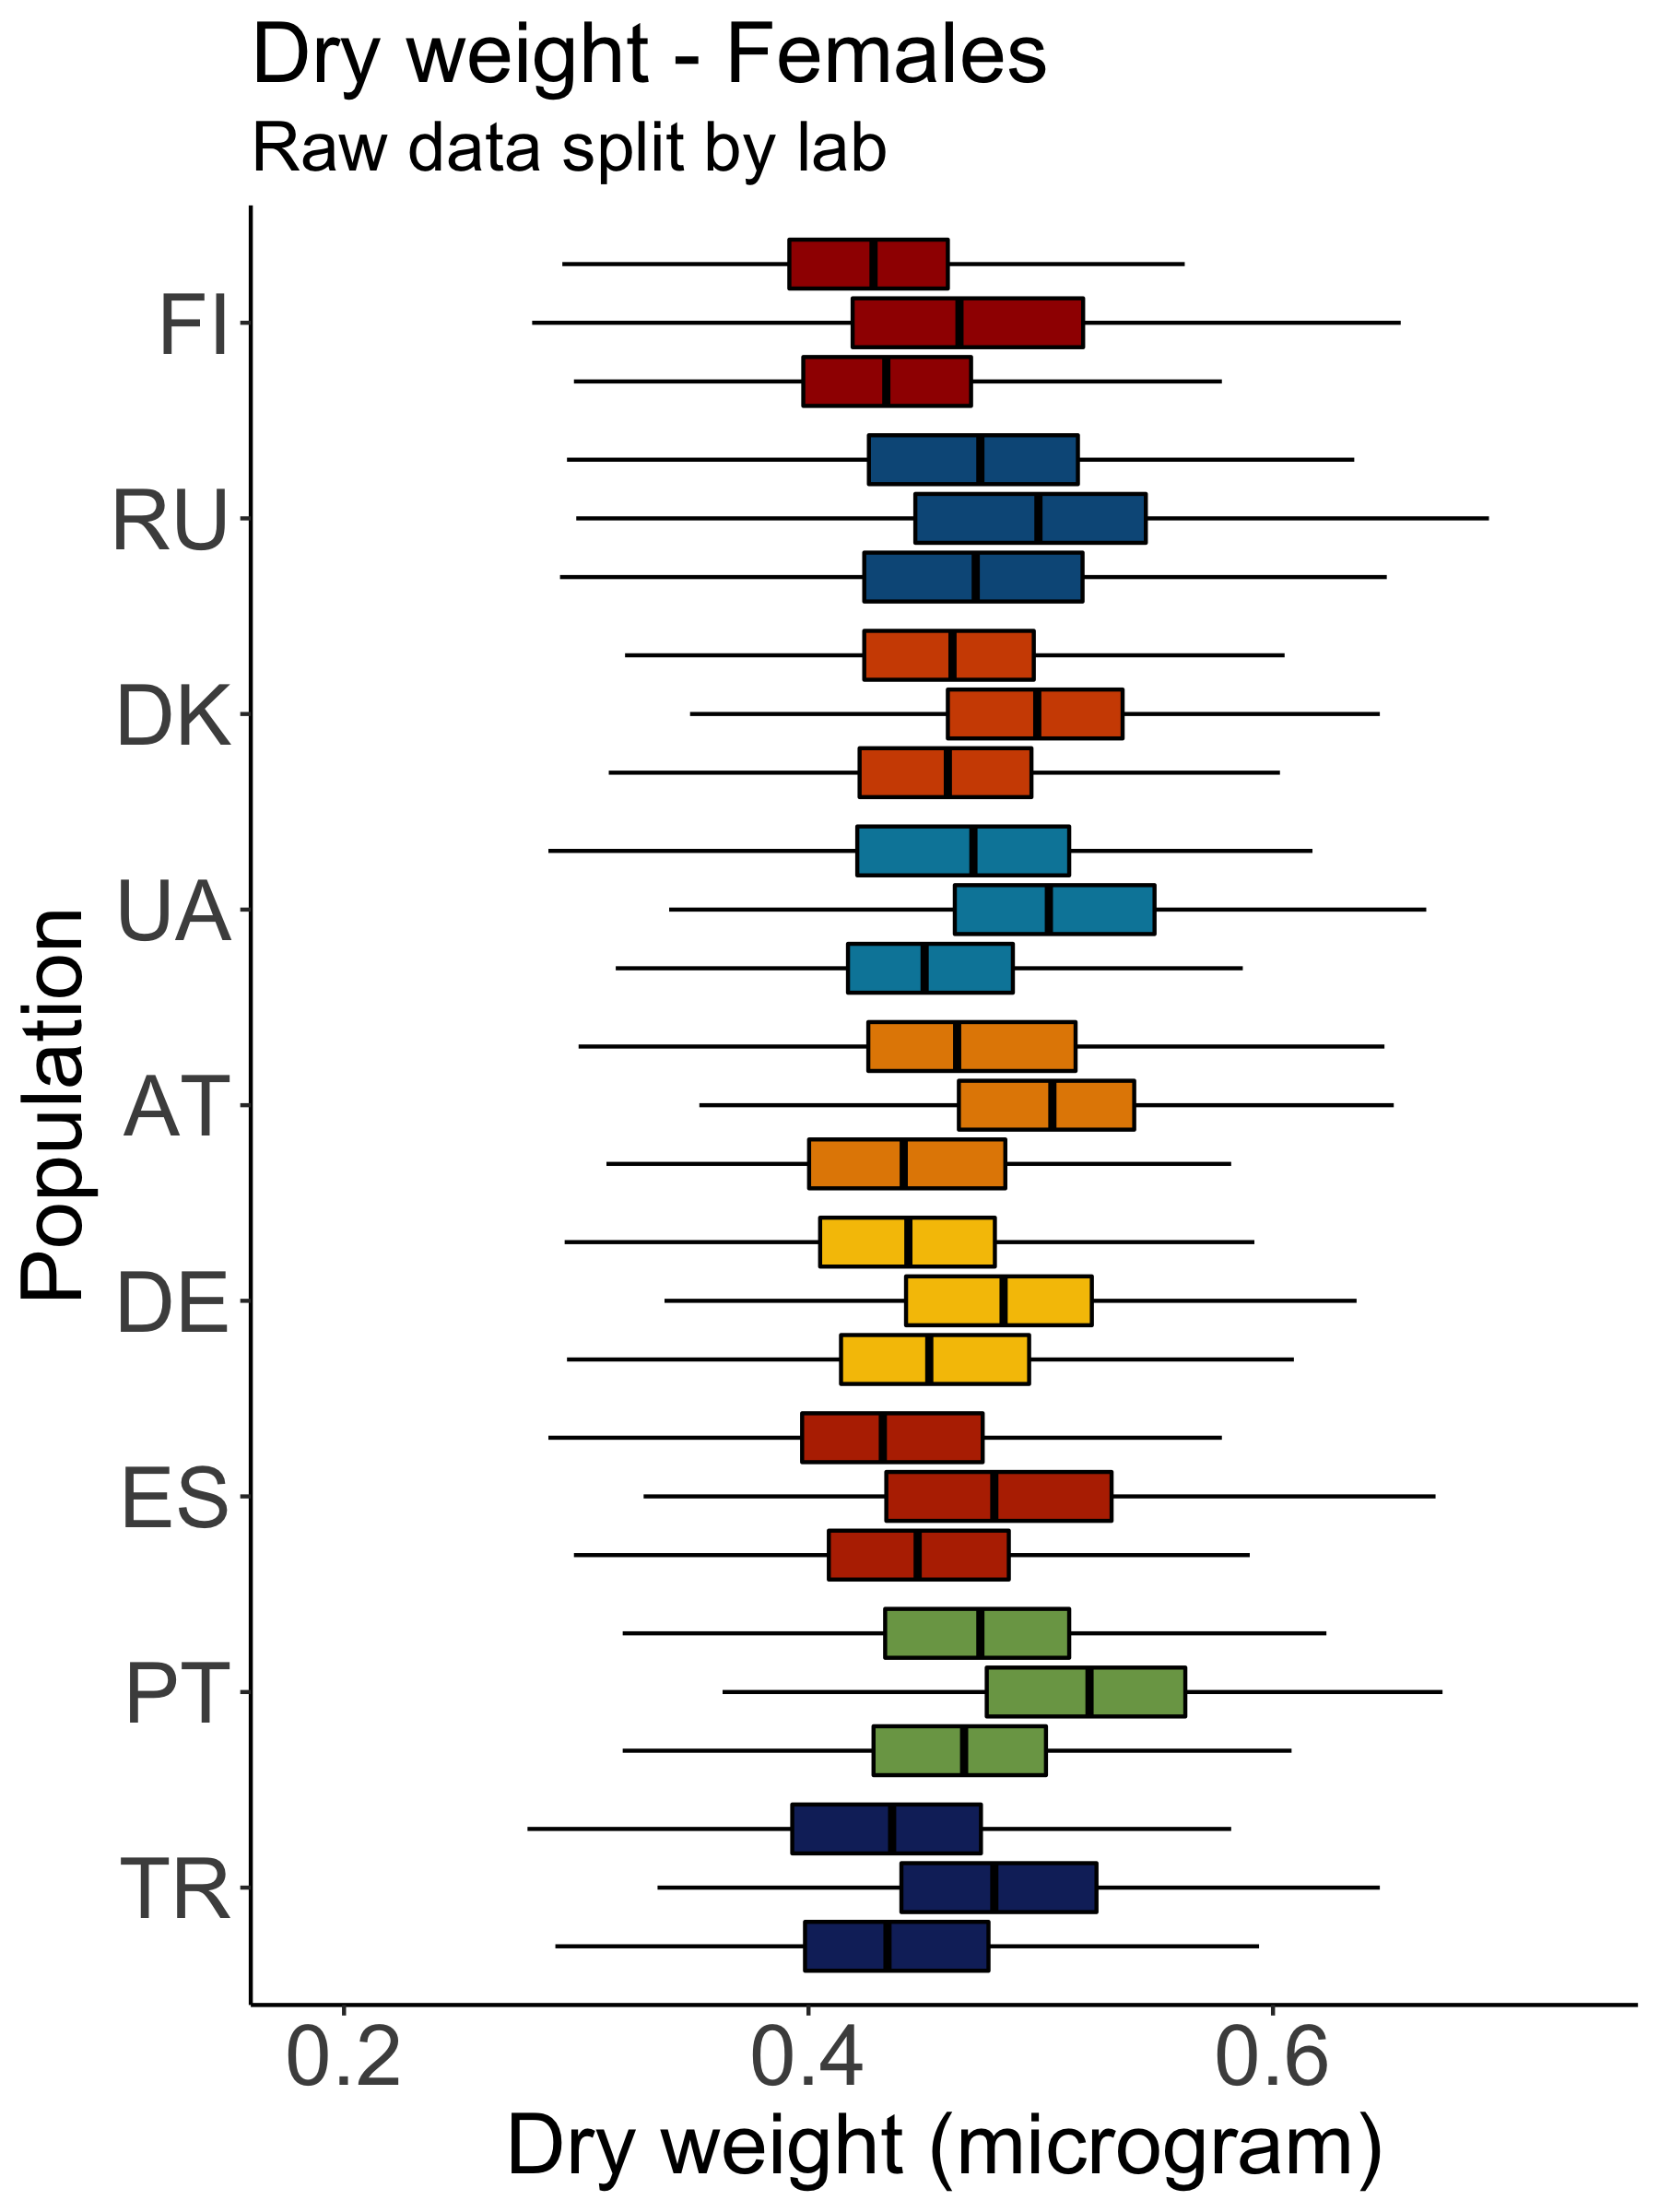 Dry weight - Females
Raw data split by lab
Population
FI
RU
DK
UA
AT
DE
ES
PT
TR
0.2 0.4 0.6
Dry weight (microgram)